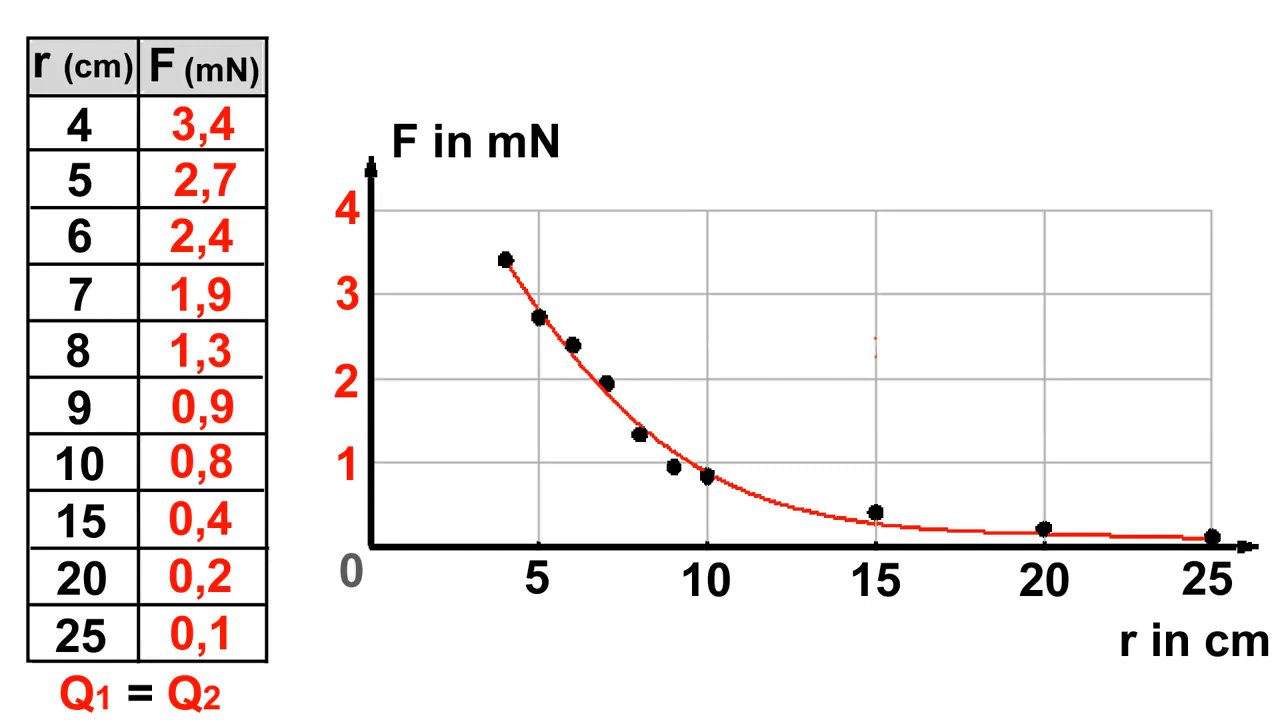 r (cm) F (mN)
4 3,4
5 2,7
6 2,4
7 1,9
8 1,3
9 0,9
10 0,8
15 0,4
20 0,2
25 0,1
Q1 = Q2
F in mN
4
3
2
1
0 5 10 15 20 25
r in cm